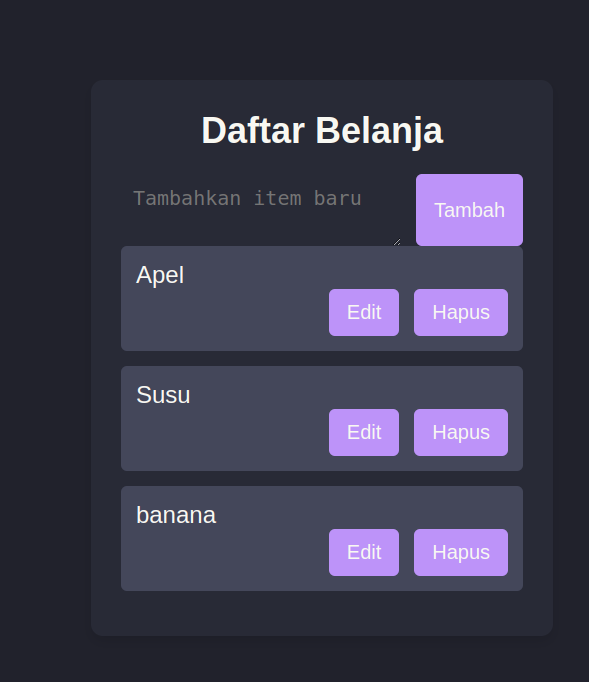 Daftar Belanja
Tambahkan item baru
Tambah
Apel
Edit Hapus
Susu
Edit Hapus
banana
Edit Hapus